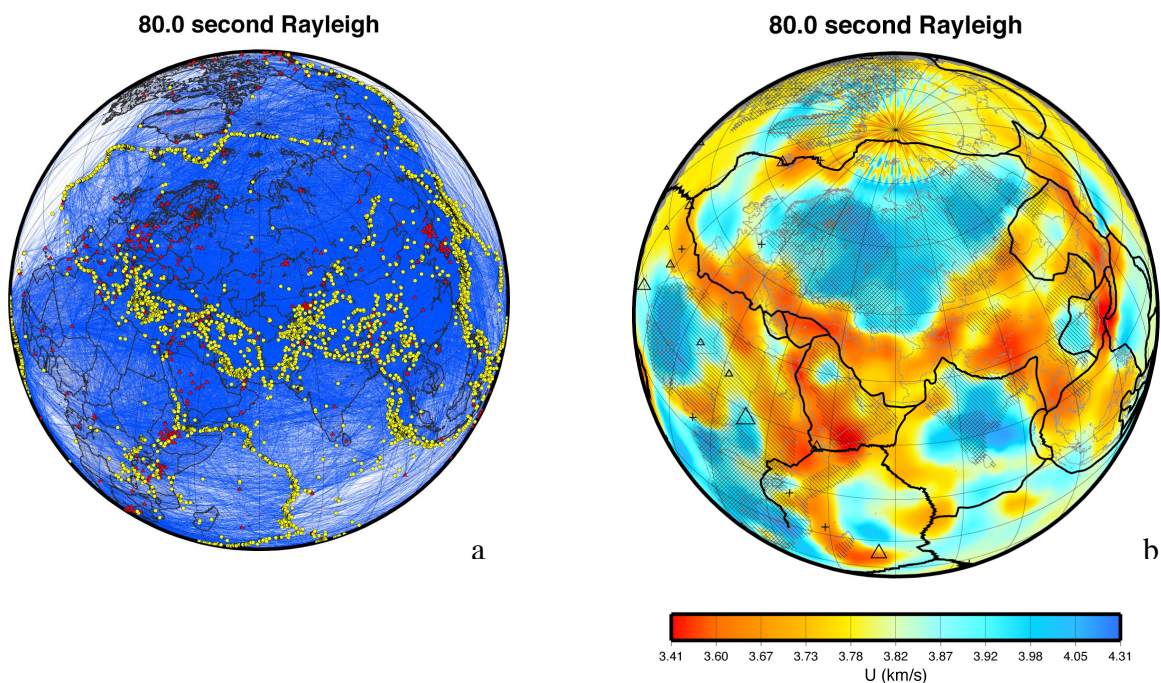 80.0 second Rayleigh
80.0 second Rayleigh
a
b
3.41 3.60 3.67 3.73 3.78 3.82 3.87 3.92 3.98 4.05 4.31
U (km/s)